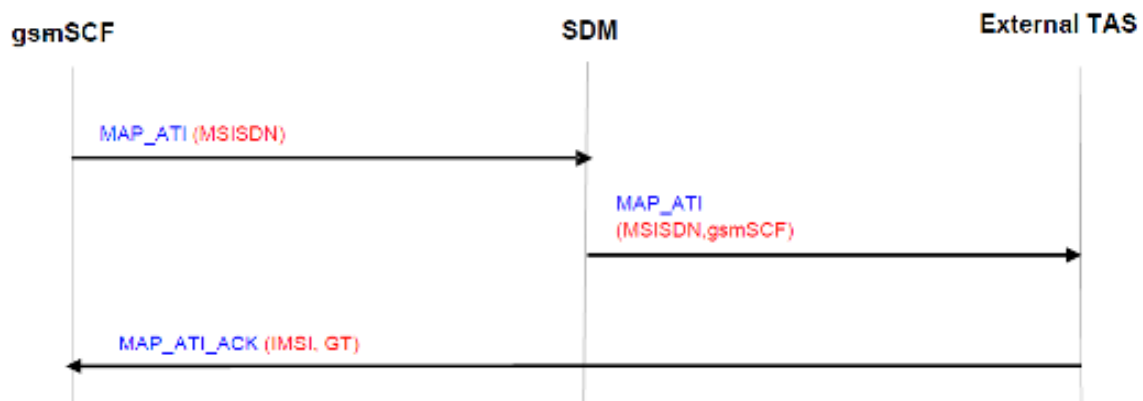 gsmSCF
SDM
External TAS
MAP_ATI (MSISDN)
MAP_ATI
(MSISDN,gsmSCF)
MAP_ATI_ACK (IMSI, GT)